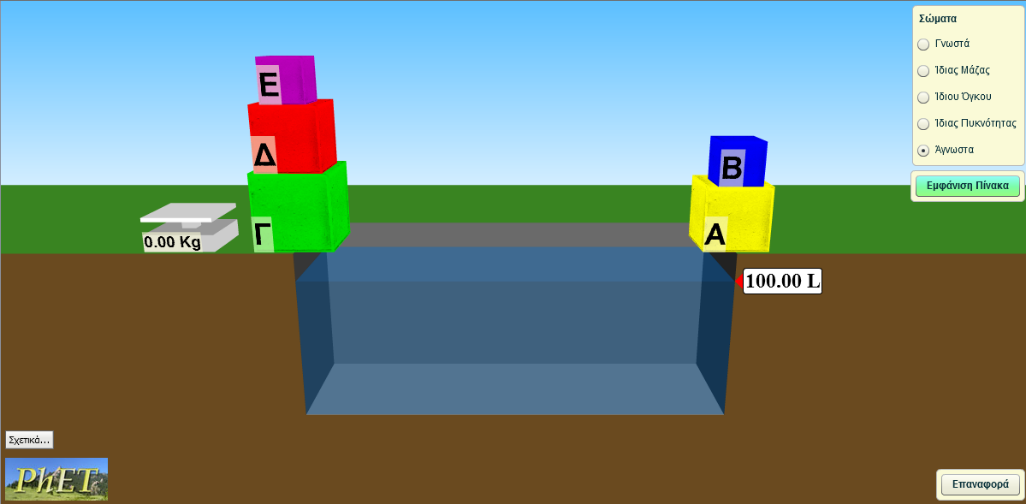 Σώματα
Γνωστά
Ίδιας Μάζας
Ίδιου Όγκου
Ίδιας Πυκνότητας
Άγνωστα
Εμφάνιση Πίνακα
Ε
Δ
Γ
Β
Α
0.00 Kg
100.00 L
Σχετικά...
PhET
Επαναφορά